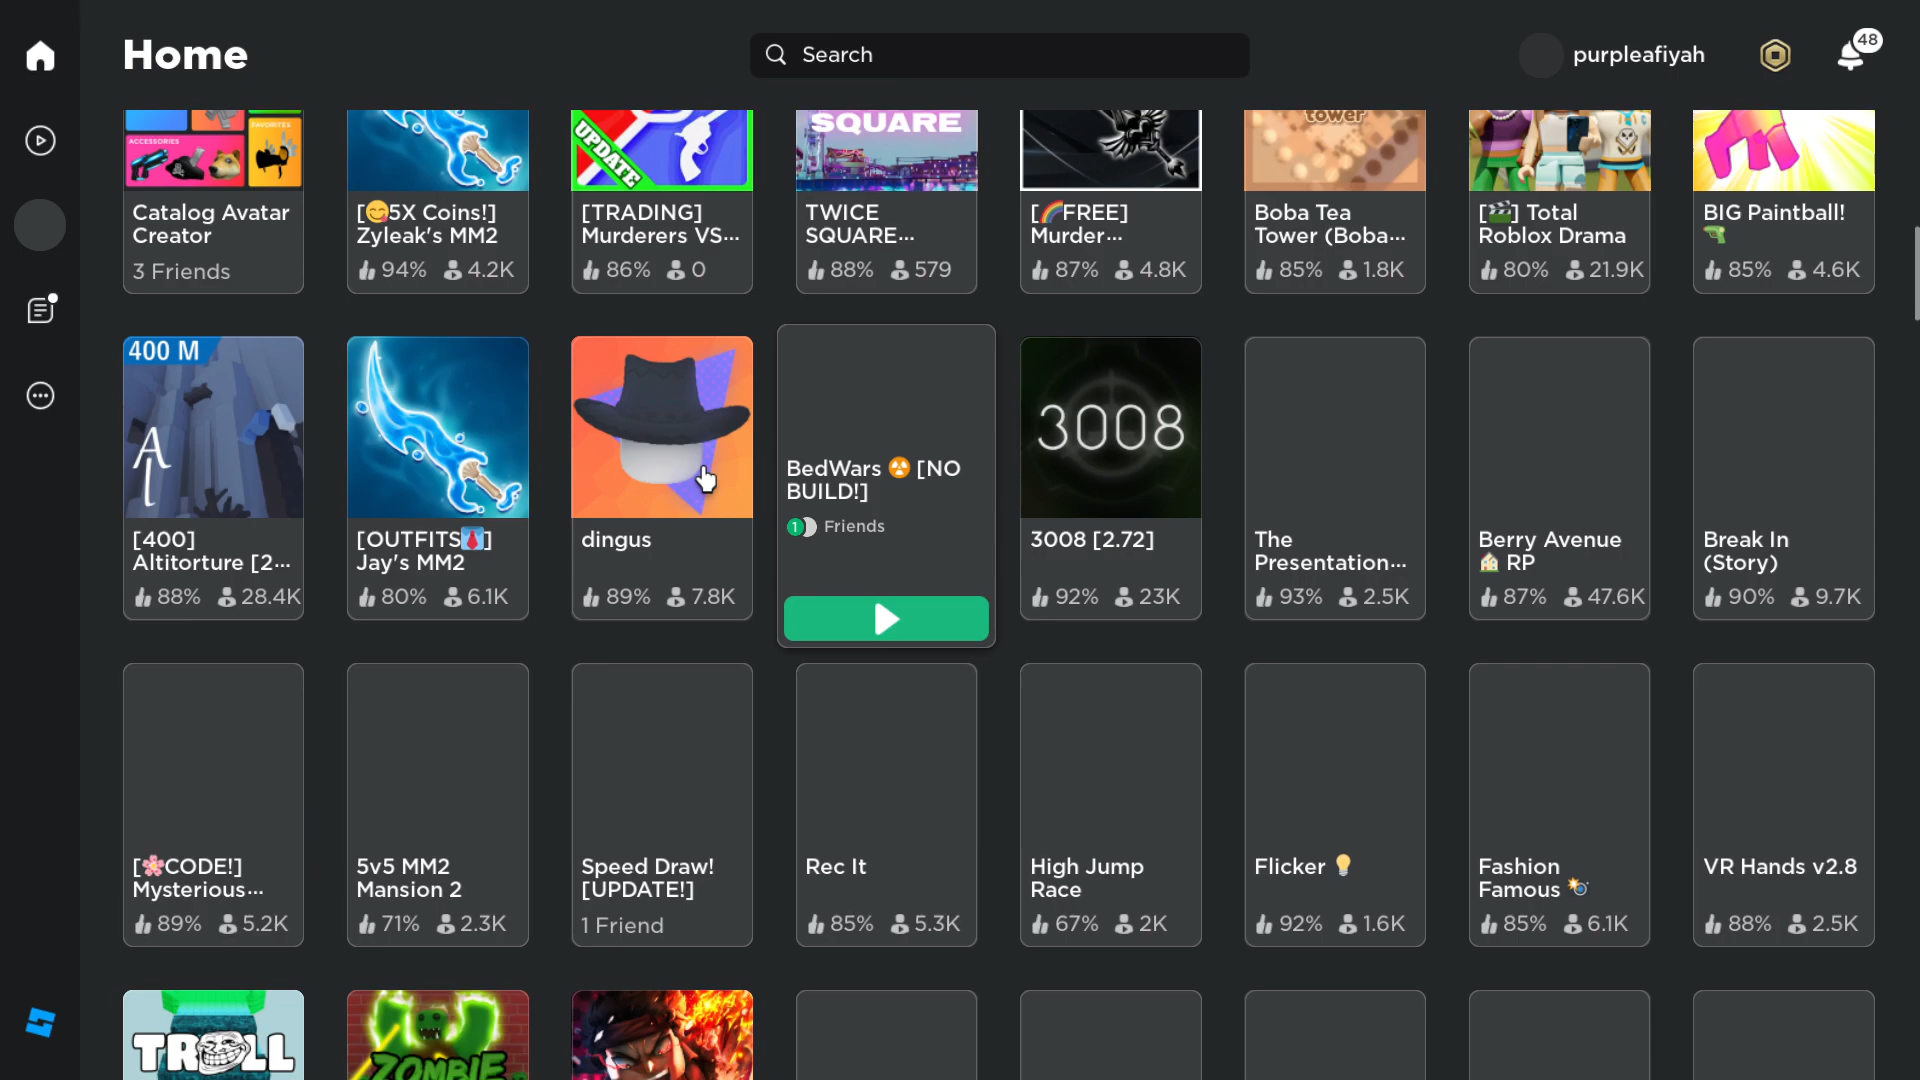 Home
Search
purpleafiyah
48
ACCESSORIES
FAVORITES
UPDATE
SQUARE
tower
Catalog Avatar
Creator
3 Friends
[😋5X Coins!]
Zyleak's MM2
94% 4.2K
[TRADING]
Murderers VS...
86% 0
TWICE
SQUARE...
88% 579
[🌈FREE]
Murder...
87% 4.8K
Boba Tea
Tower (Boba...
85% 1.8K
[🎬] Total
Roblox Drama
80% 21.9K
BIG Paintball!
🔫
85% 4.6K
400 M
3008
[400]
Altitorture [2...
88% 28.4K
[OUTFITS👔]
Jay's MM2
80% 6.1K
dingus
89% 7.8K
BedWars ☢️ [NO
BUILD!]
1 Friends
3008 [2.72]
92% 23K
The
Presentation...
93% 2.5K
Berry Avenue
🏠 RP
87% 47.6K
Break In
(Story)
90% 9.7K
[🌸CODE!]
Mysterious...
89% 5.2K
5v5 MM2
Mansion 2
71% 2.3K
Speed Draw!
[UPDATE!]
1 Friend
Rec It
85% 5.3K
High Jump
Race
67% 2K
Flicker 💡
92% 1.6K
Fashion
Famous 💣
85% 6.1K
VR Hands v2.8
88% 2.5K
TROLL
ZOMBIE